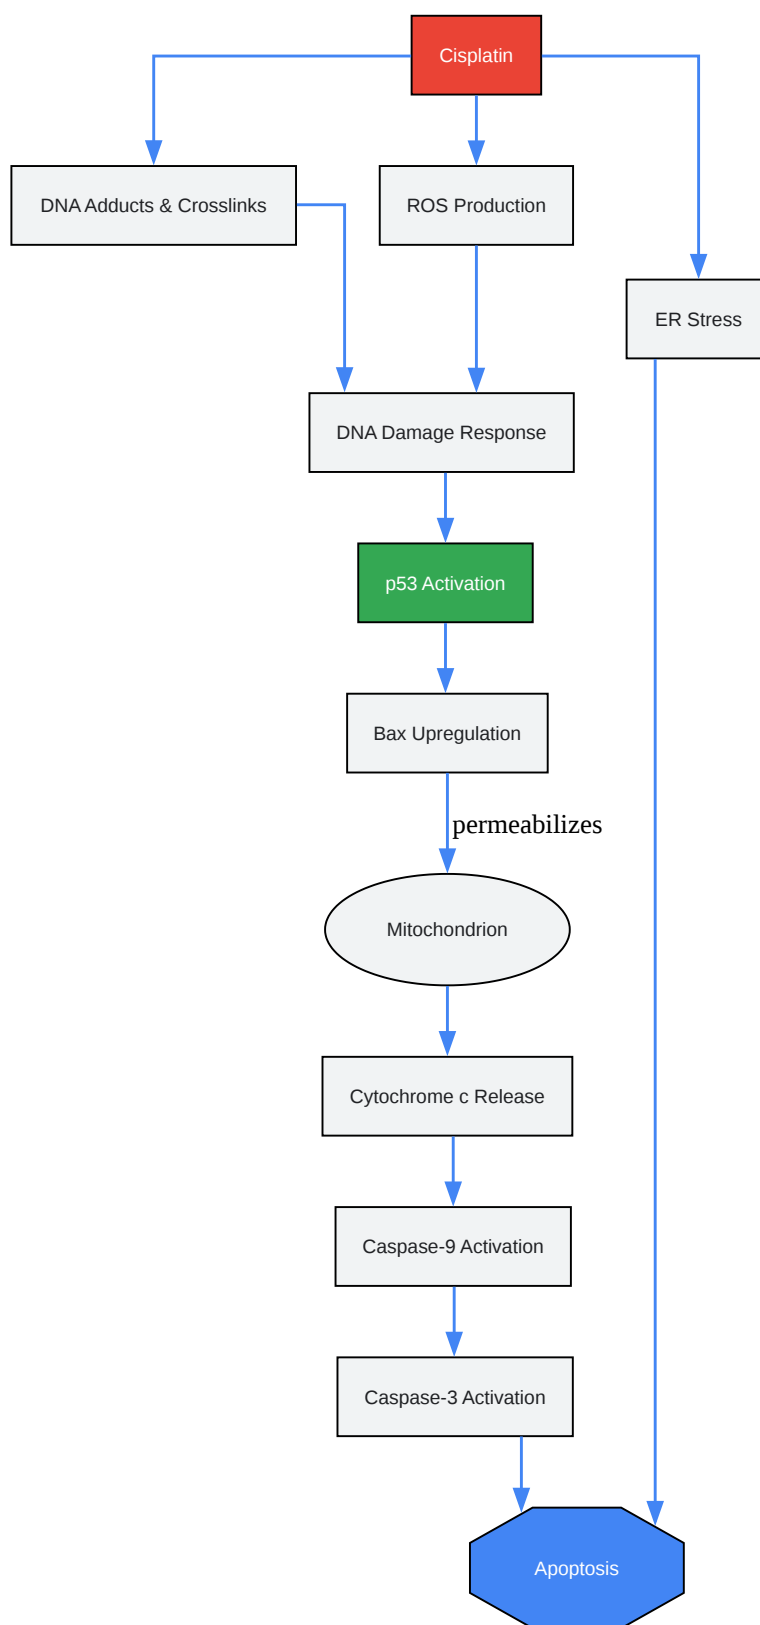 Cisplatin
DNA Adducts & Crosslinks
ROS Production
ER Stress
DNA Damage Response
p53 Activation
Bax Upregulation
permeabilizes
Mitochondrion
Cytochrome c Release
Caspase-9 Activation
Caspase-3 Activation
Apoptosis